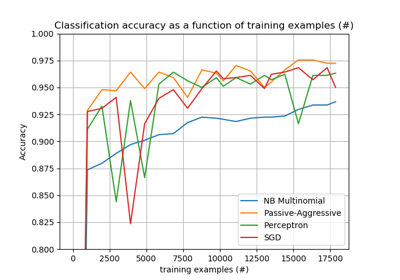 Classification accuracy as a function of training examples (#)
1.000
0.975
0.950
0.925
0.900
0.875
0.850
0.825
0.800
Accuracy
NB Multinomial
Passive-Aggressive
Perceptron
SGD
0 2500 5000 7500 10000 12500 15000 17500
training examples (#)